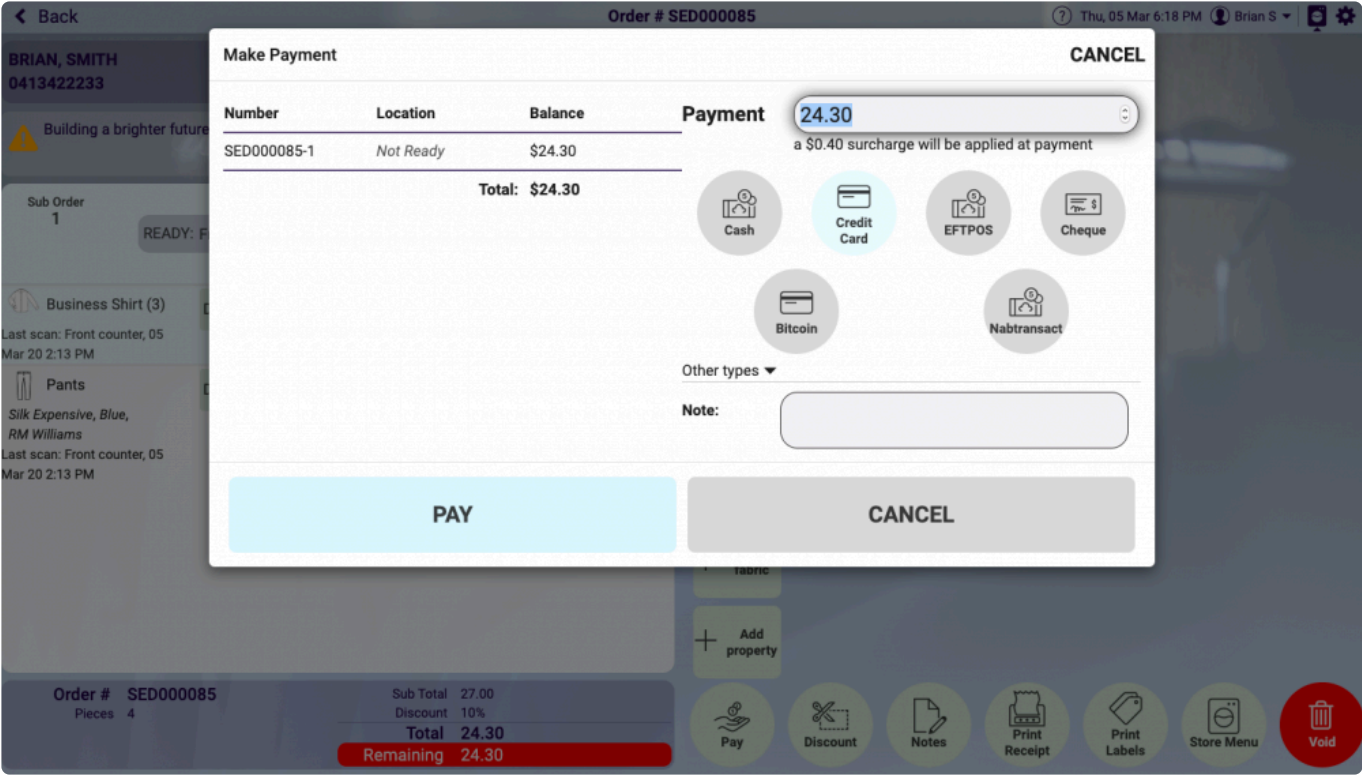 Back
Order # SED000085
? Thu, 05 Mar 6:18 PM Brian S
BRIAN, SMITH
0413422233
Building a brighter future
Sub Order
1
READY:
Business Shirt (3)
Last scan: Front counter, 05
Mar 20 2:13 PM
Pants
Silk Expensive, Blue,
RM Williams
Last scan: Front counter, 05
Mar 20 2:13 PM
Make Payment
CANCEL
Number Location Balance
SED000085-1 Not Ready $24.30
Total: $24.30
Payment 24.30
a $0.40 surcharge will be applied at payment
Cash
Credit
Card
EFTPOS
Cheque
Bitcoin
Nabtransact
Other types
Note:
PAY
CANCEL
fabric
Add
property
Order # SED000085
Pieces 4
Sub Total 27.00
Discount 10%
Total 24.30
Remaining 24.30
Pay
Discount
Notes
Print
Receipt
Print
Labels
Store Menu
Void